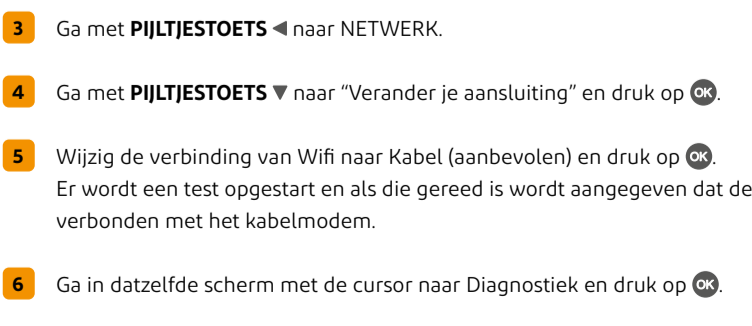 3 Ga met PIJLTJESTOETS ◀ naar NETWERK.
4 Ga met PIJLTJESTOETS ▼ naar “Verander je aansluiting” en druk op OK.
5 Wijzig de verbinding van Wifi naar Kabel (aanbevolen) en druk op OK.
Er wordt een test opgestart en als die gereed is wordt aangegeven dat de
verbonden met het kabelmodem.
6 Ga in datzelfde scherm met de cursor naar Diagnostiek en druk op OK.